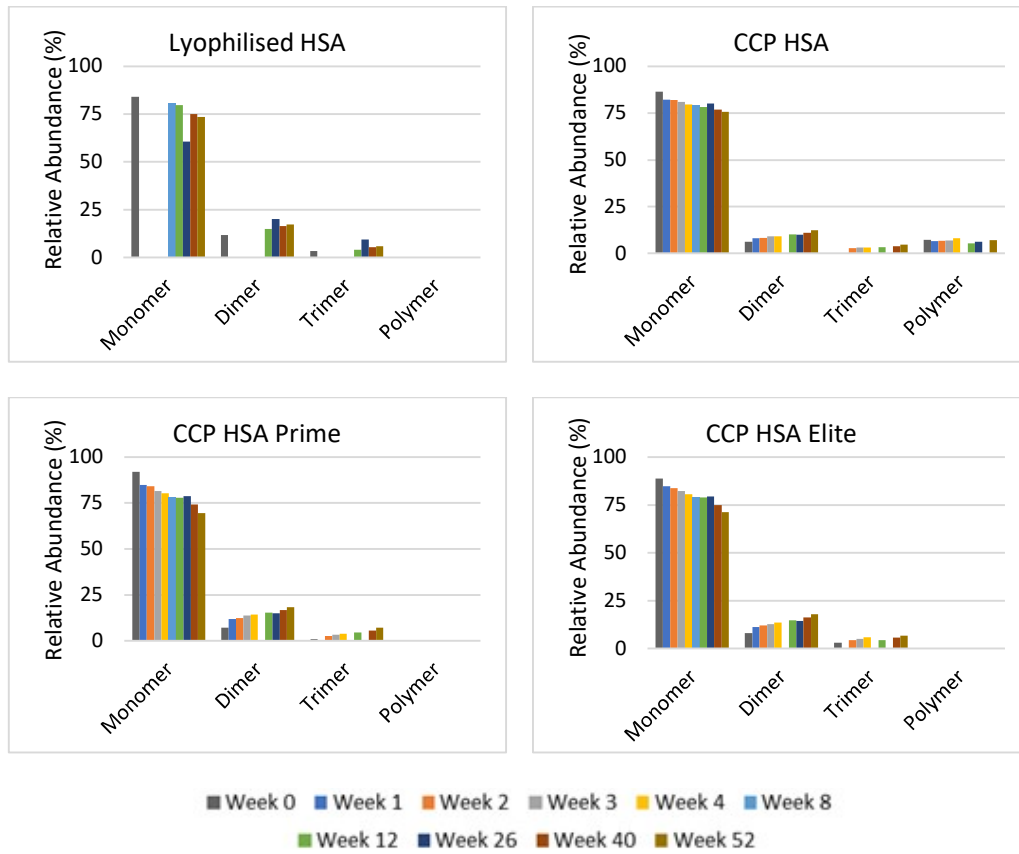 Lyophilised HSA
Relative Abundance (%)
100
75
50
25
0
Monomer
Dimer
Trimer
Polymer
CCP HSA
Relative Abundance (%)
100
75
50
25
0
Monomer
Dimer
Trimer
Polymer
CCP HSA Prime
Relative Abundance (%)
100
75
50
25
0
Monomer
Dimer
Trimer
Polymer
CCP HSA Elite
Relative Abundance (%)
100
75
50
25
0
Monomer
Dimer
Trimer
Polymer
Week 0 Week 1 Week 2 Week 3 Week 4 Week 8
Week 12 Week 26 Week 40 Week 52